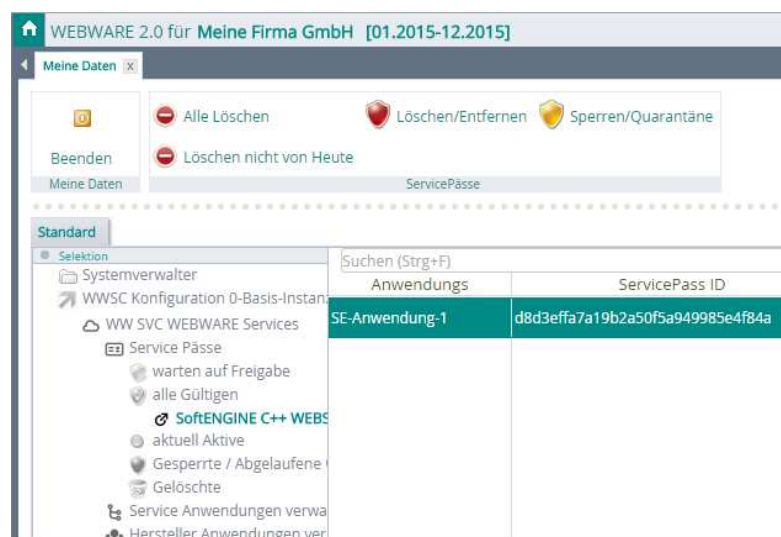 WEBWARE 2.0 für Meine Firma GmbH [01.2015-12.2015]
Meine Daten x
Alle Löschen Löschen/Entfernen Sperren/Quarantäne
Beenden Löschen nicht von Heute
Meine Daten ServicePässe
Standard
Selektion
Suchen (Strg+F)
Systemverwalter
Anwendungs ServicePass ID
WWSC Konfiguration 0-Basis-Instan
SE-Anwendung-1 d8d3effa7a19b2a50f5a949985e4f84a
WW SVC WEBWARE Services
Service Pässe
warten auf Freigabe
alle Gültigen
SoftENGINE C++ WEBS
aktuell Aktive
Gesperrte / Abgelaufene
Gelöschte
Service Anwendungen verwa
Hersteller Anwendungen ver